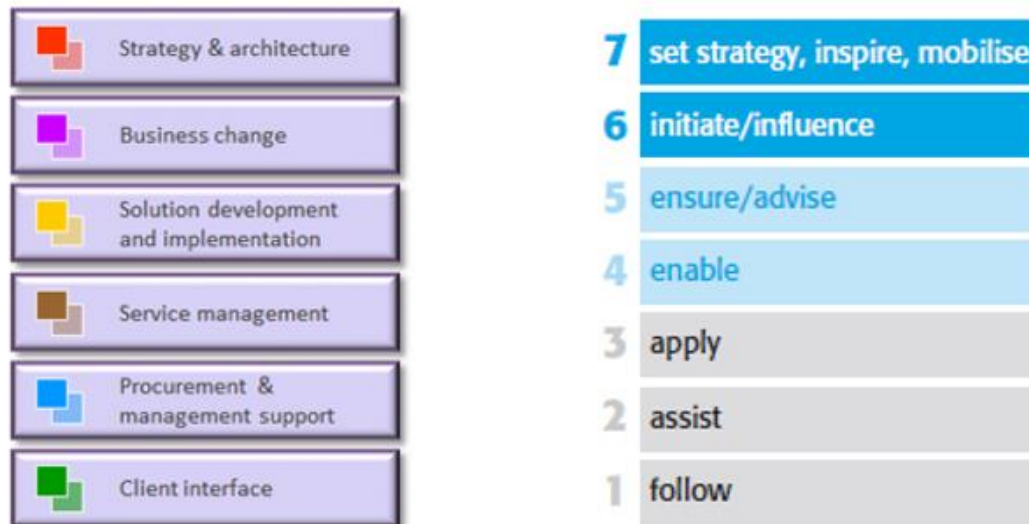 Strategy & architecture
Business change
Solution development
and implementation
Service management
Procurement &
management support
Client interface
7 set strategy, inspire, mobilise
6 initiate/influence
5 ensure/advise
4 enable
3 apply
2 assist
1 follow